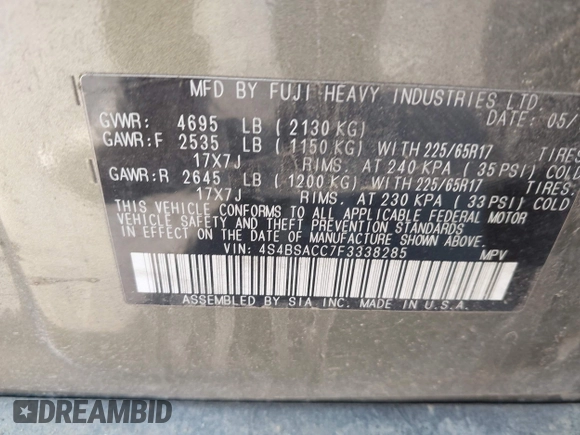 MFD BY FUJI HEAVY INDUSTRIES LTD.
DATE: 05/
GVWR: 4695 LB (2130 KG)
GAWR:F 2535 LB (1150 KG) WITH 225/65R17 TIRES
17X7J RIMS. AT 240 KPA (35 PSI) COLD
GAWR:R 2645 LB (1200 KG) WITH 225/65R17 TIRES.
17X7J RIMS. AT 230 KPA (33 PSI) COLD
THIS VEHICLE CONFORMS TO ALL APPLICABLE FEDERAL MOTOR
VEHICLE SAFETY AND THEFT PREVENTION STANDARDS
IN EFFECT ON THE DATE OF MANUFACTURE SHOWN ABOVE.
VIN: 4S4BSACC7F3338285 MPV
ASSEMBLED BY SIA INC. MADE IN U.S.A.
DREAMBID